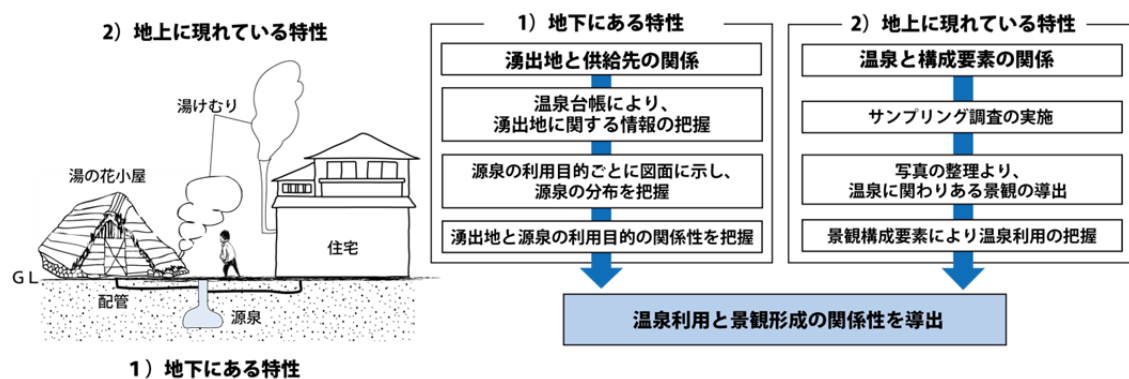 2）地上に現れている特性
湯けむり
湯の花小屋
住宅
GL
配管
源泉
1）地下にある特性
1）地下にある特性
湧出地と供給先の関係
温泉台帳により、
湧出地に関する情報の把握
源泉の利用目的ごとに図面に示し、
源泉の分布を把握
湧出地と源泉の利用目的の関係性を把握
2）地上に現れている特性
温泉と構成要素の関係
サンプリング調査の実施
写真の整理より、
温泉に関わりある景観の導出
景観構成要素により温泉利用の把握
温泉利用と景観形成の関係性を導出